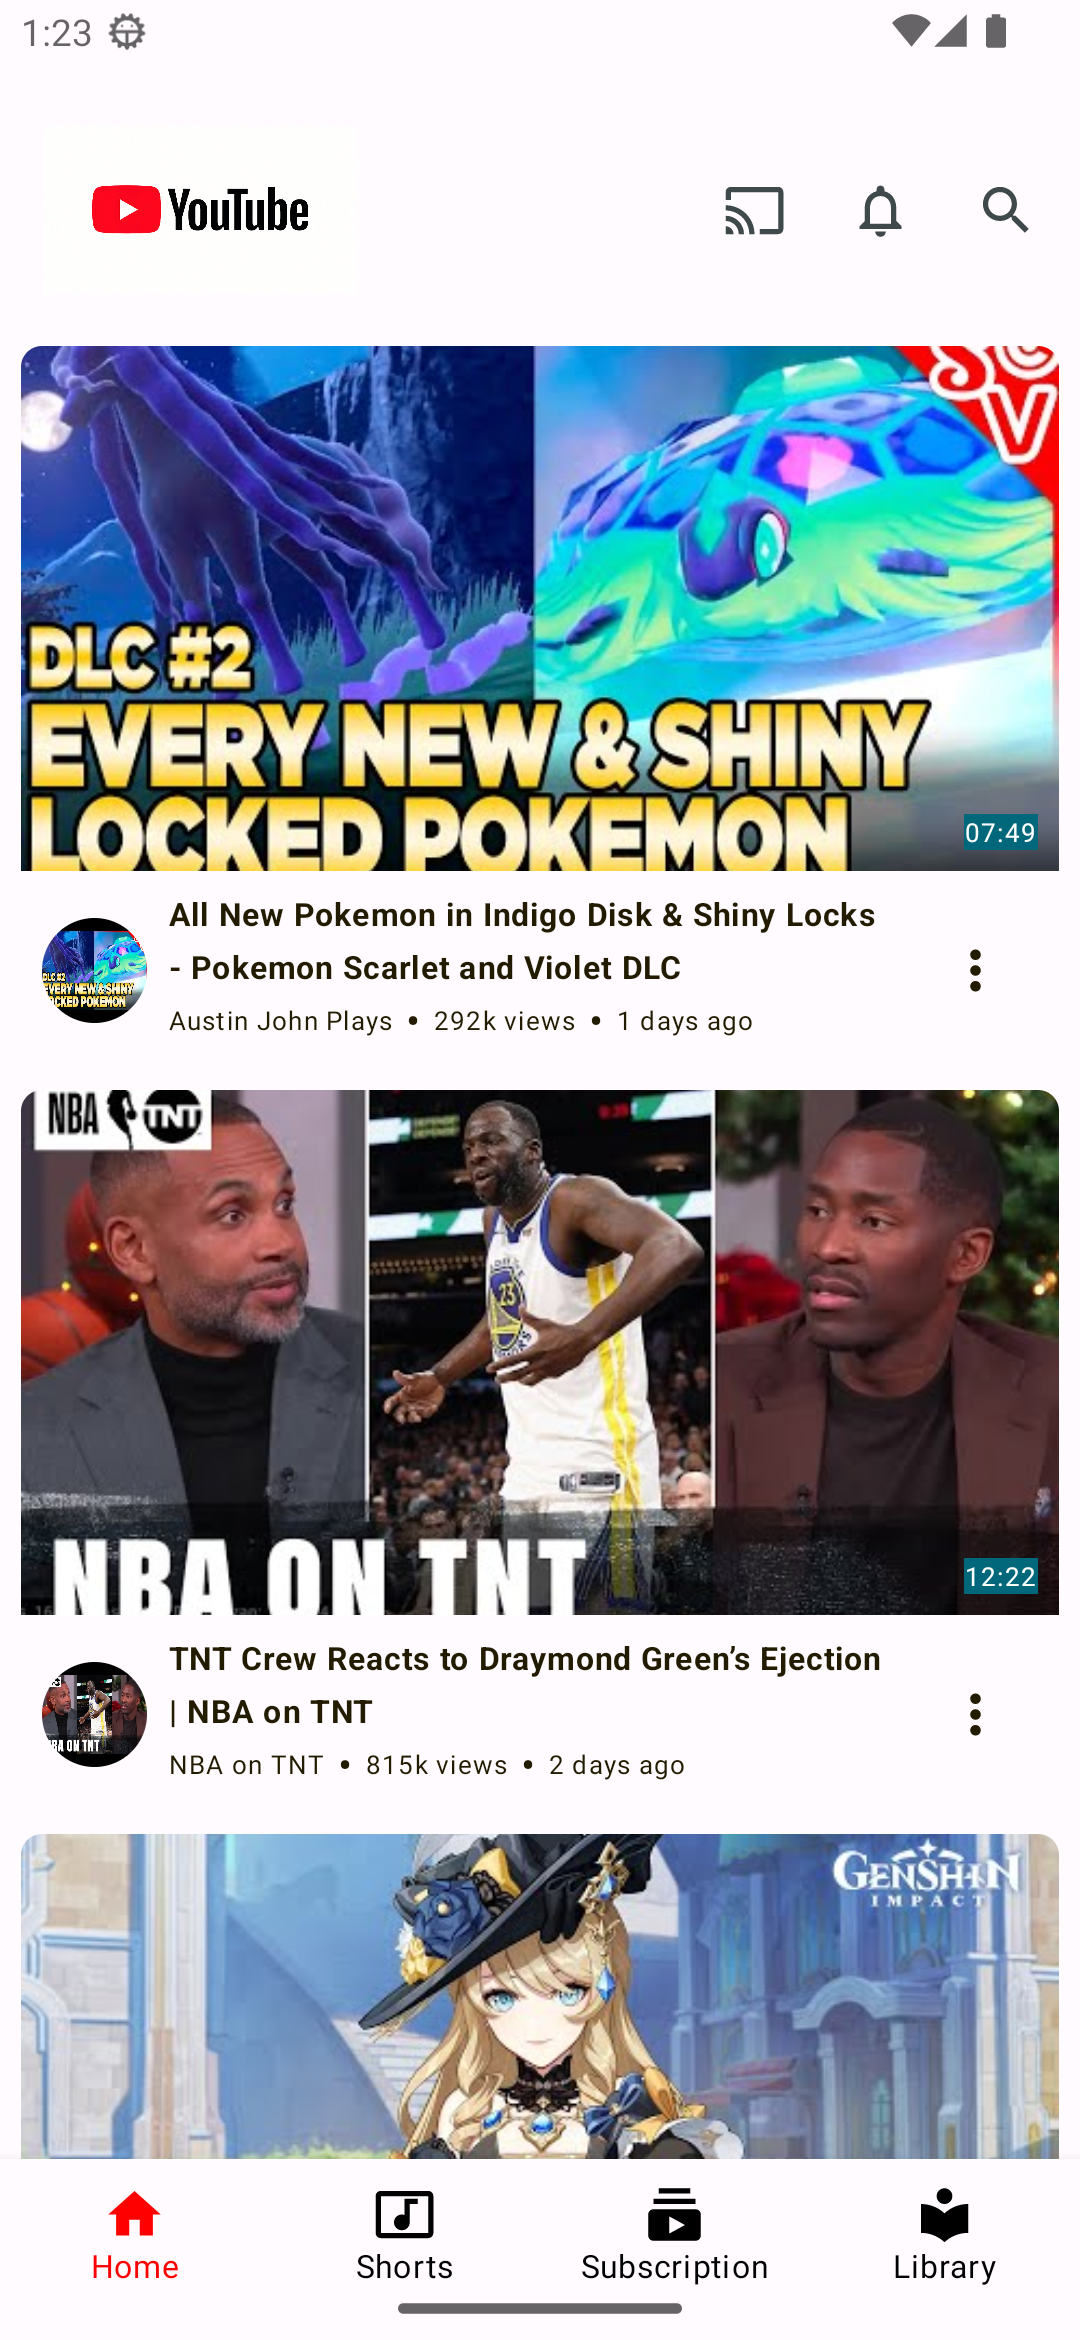 1:23
YouTube
SC
V
DLC #2
EVERY NEW & SHINY
LOCKED POKEMON
07:49
All New Pokemon in Indigo Disk & Shiny Locks
- Pokemon Scarlet and Violet DLC
Austin John Plays • 292k views • 1 days ago
NBA TNT
23
NBA ON TNT
12:22
TNT Crew Reacts to Draymond Green’s Ejection
| NBA on TNT
NBA on TNT • 815k views • 2 days ago
GENSHIN
IMPACT
Home
Shorts
Subscription
Library